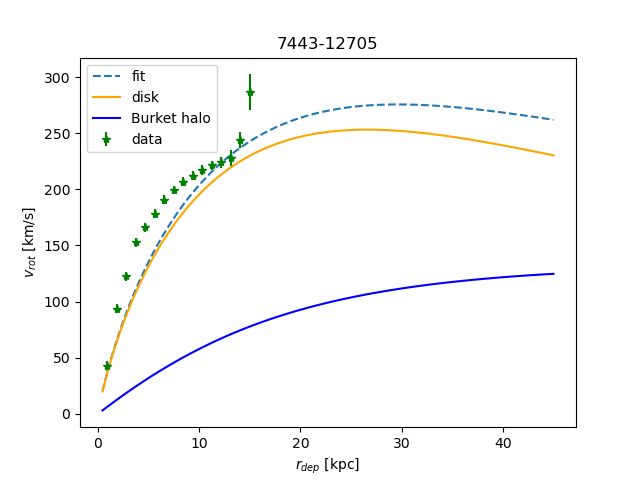 7443-12705
fit
disk
Burket halo
data
300
250
200
150
100
50
0
v_rot [km/s]
0 10 20 30 40
r_dep [kpc]